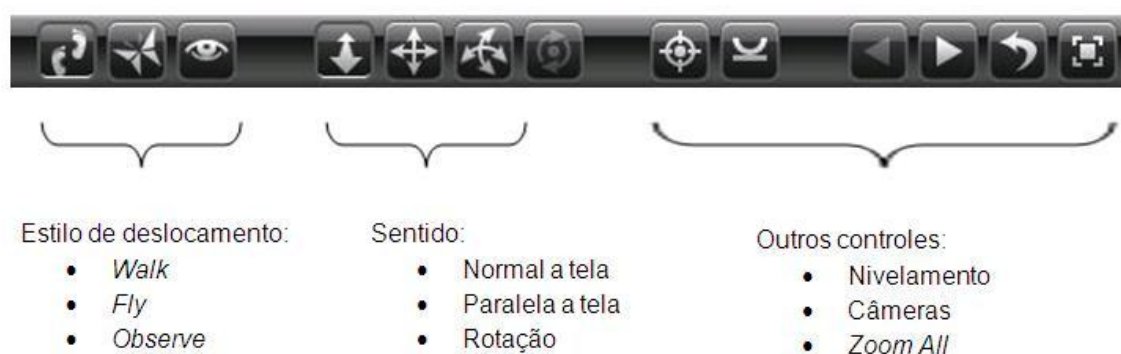 Estilo de deslocamento:
• Walk
• Fly
• Observe
Sentido:
• Normal a tela
• Paralela a tela
• Rotação
Outros controles:
• Nivelamento
• Câmeras
• Zoom All